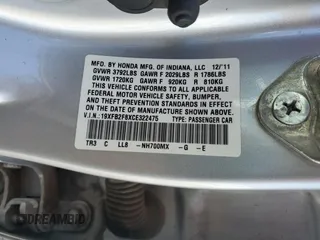 MFD. BY HONDA MFG. OF INDIANA, LLC 12/'11
GVWR 3792LBS GAWR F 2029LBS R 1786LBS
GVWR 1720KG GAWR F 920KG R 810KG
THIS VEHICLE CONFORMS TO ALL APPLICABLE
FEDERAL MOTOR VEHICLE SAFETY, BUMPER,
AND THEFT PREVENTION STANDARDS IN EFFECT
ON THE DATE OF MANUFACTURE SHOWN ABOVE.
V.I.N.:19XFB2F8XCE322475 TYPE: PASSENGER CAR
TR3 C LL8 -NH700MX -G -E
DREAMBID